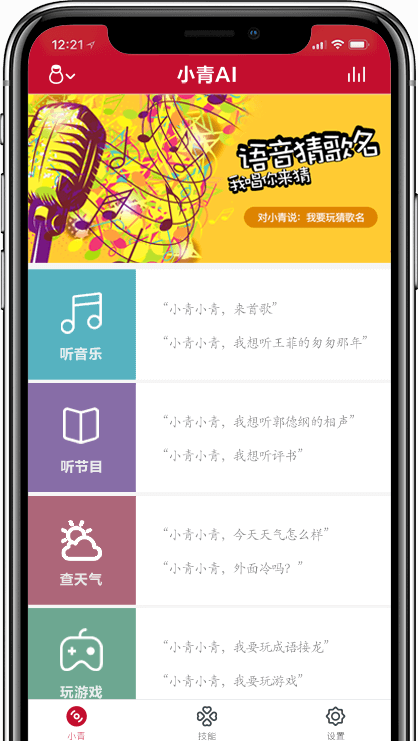 12:21
小青AI
语音猜歌名
我唱你来猜
对小青说：我要玩猜歌名
听音乐
“小青小青，来首歌”
“小青小青，我想听王菲的匆匆那年”
听节目
“小青小青，我想听郭德纲的相声”
“小青小青，我想听评书”
查天气
“小青小青，今天天气怎么样”
“小青小青，外面冷吗？”
玩游戏
“小青小青，我要玩成语接龙”
“小青小青，我要玩游戏”
小青
技能
设置